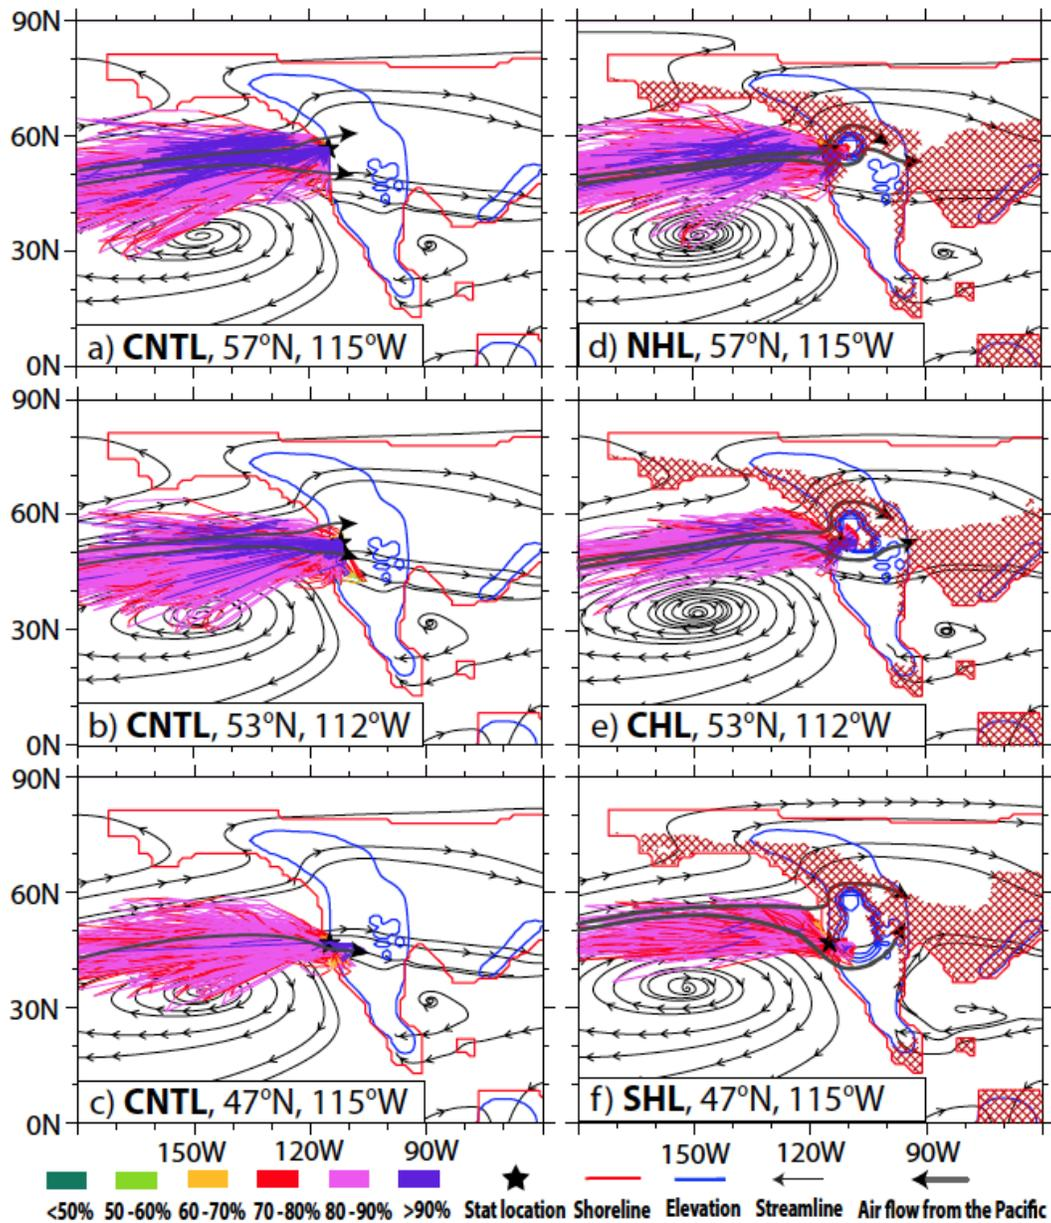 90N
60N
30N
0N
a) CNTL, 57°N, 115°W
d) NHL, 57°N, 115°W
90N
60N
30N
0N
b) CNTL, 53°N, 112°W
e) CHL, 53°N, 112°W
90N
60N
30N
0N
c) CNTL, 47°N, 115°W
f) SHL, 47°N, 115°W
150W 120W 90W 150W 120W 90W
<50% 50 -60% 60 -70% 70 -80% 80 -90% >90% Stat location Shoreline Elevation Streamline Air flow from the Pacific